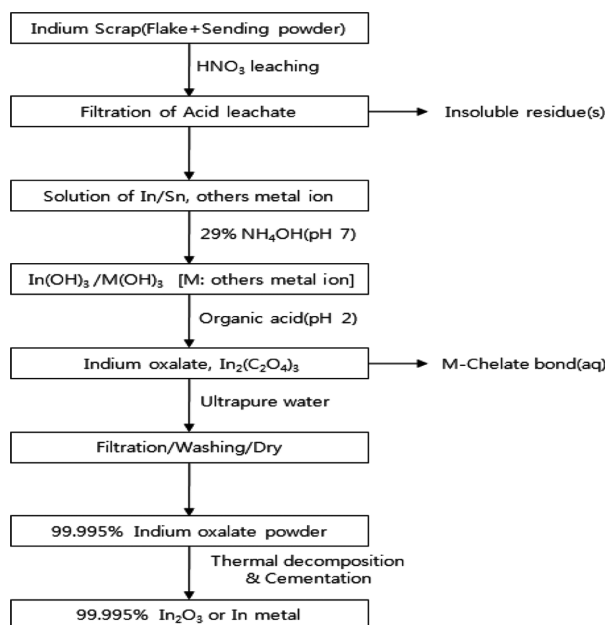 Indium Scrap(Flake+Sending powder)
HNO₃ leaching
Filtration of Acid leachate
Insoluble residue(s)
Solution of In/Sn, others metal ion
29% NH₄OH(pH 7)
In(OH)₃/M(OH)₃ [M: others metal ion]
Organic acid(pH 2)
Indium oxalate, In₂(C₂O₄)₃
M-Chelate bond(aq)
Ultrapure water
Filtration/Washing/Dry
99.995% Indium oxalate powder
Thermal decomposition
& Cementation
99.995% In₂O₃ or In metal